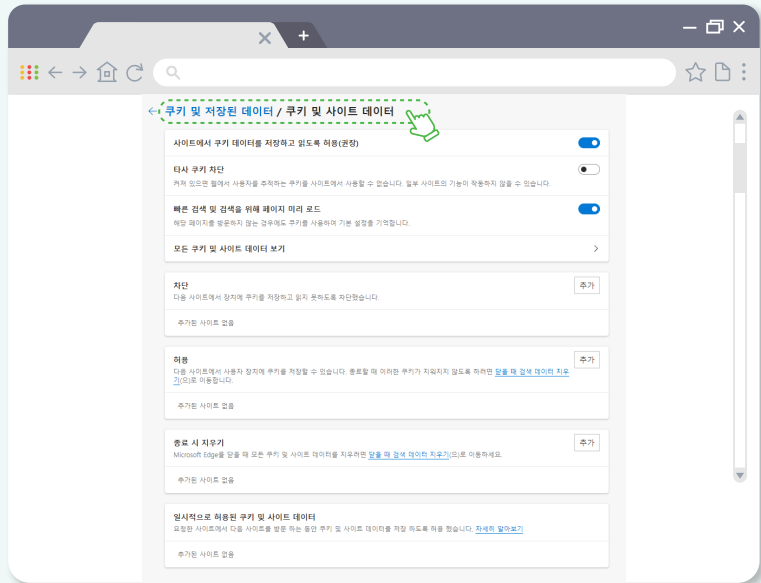 쿠키 및 저장된 데이터 / 쿠키 및 사이트 데이터
사이트에서 쿠키 데이터를 저장하고 읽도록 허용(권장)
타사 쿠키 차단
켜져 있으면 웹에서 사용자를 추적하는 쿠키를 사이트에서 사용할 수 없습니다. 일부 사이트의 기능이 작동하지 않을 수 있습니다.
빠른 검색 및 검색을 위해 페이지 미리 로드
해당 페이지를 방문하지 않는 경우에도 쿠키를 사용하여 기본 설정을 기억합니다.
모든 쿠키 및 사이트 데이터 보기
차단
추가
다음 사이트에서 장치에 쿠키를 저장하고 읽지 못하도록 차단했습니다.
추가된 사이트 없음
허용
추가
다음 사이트에서 사용자 장치에 쿠키를 저장할 수 있습니다. 종료할 때 이러한 쿠키가 지워지지 않도록 하려면 닫을 때 검색 데이터 지우
기(으)로 이동합니다.
추가된 사이트 없음
종료 시 지우기
추가
Microsoft Edge를 닫을 때 모든 쿠키 및 사이트 데이터를 지우려면 닫을 때 검색 데이터 지우기(으)로 이동하세요.
추가된 사이트 없음
일시적으로 허용된 쿠키 및 사이트 데이터
요청한 사이트에서 다음 사이트를 방문 하는 동안 쿠키 및 사이트 데이터를 저장 하도록 허용 했습니다. 자세히 알아보기
추가된 사이트 없음